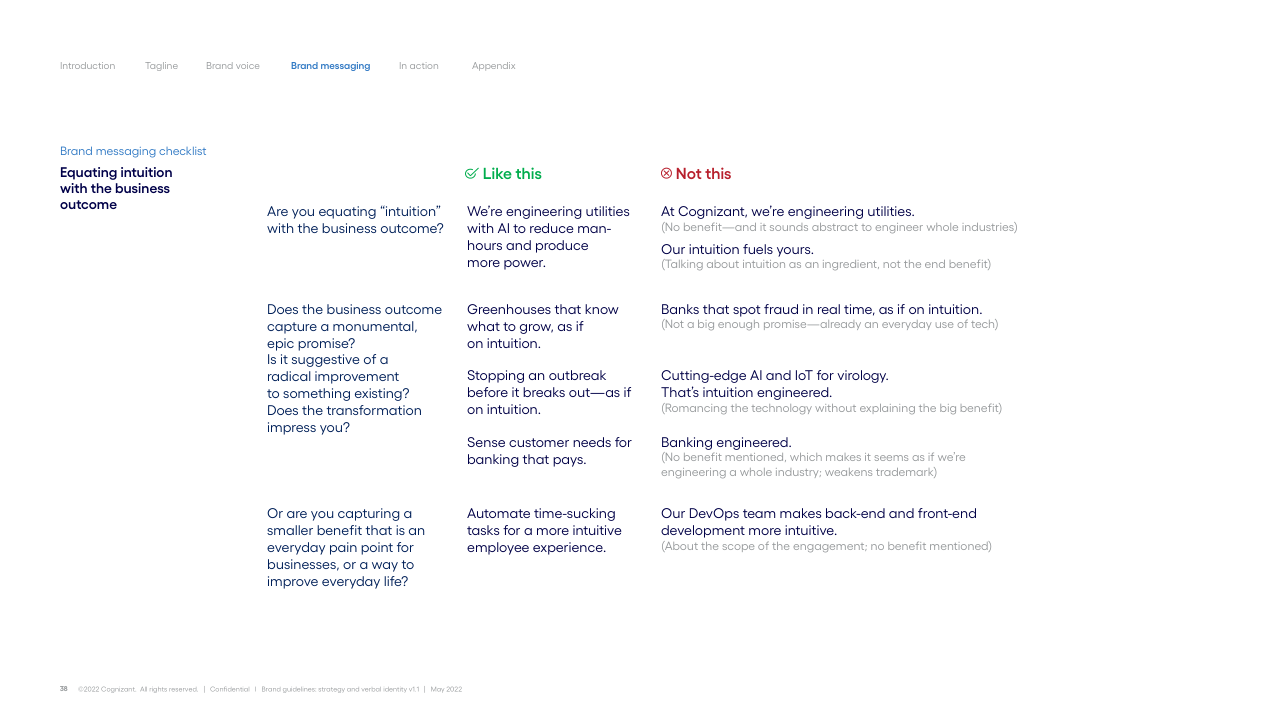 Introduction Tagline Brand voice Brand messaging In action Appendix
Brand messaging checklist
Equating intuition
with the business
outcome
Like this
Not this
Are you equating “intuition”
with the business outcome?
We’re engineering utilities
with AI to reduce man-
hours and produce
more power.
At Cognizant, we’re engineering utilities.
(No benefit—and it sounds abstract to engineer whole industries)
Our intuition fuels yours.
(Talking about intuition as an ingredient, not the end benefit)
Does the business outcome
capture a monumental,
epic promise?
Is it suggestive of a
radical improvement
to something existing?
Does the transformation
impress you?
Greenhouses that know
what to grow, as if
on intuition.
Banks that spot fraud in real time, as if on intuition.
(Not a big enough promise—already an everyday use of tech)
Stopping an outbreak
before it breaks out—as if
on intuition.
Cutting-edge AI and IoT for virology.
That’s intuition engineered.
(Romancing the technology without explaining the big benefit)
Sense customer needs for
banking that pays.
Banking engineered.
(No benefit mentioned, which makes it seems as if we’re
engineering a whole industry; weakens trademark)
Or are you capturing a
smaller benefit that is an
everyday pain point for
businesses, or a way to
improve everyday life?
Automate time-sucking
tasks for a more intuitive
employee experience.
Our DevOps team makes back-end and front-end
development more intuitive.
(About the scope of the engagement; no benefit mentioned)
38 ©2022 Cognizant. All rights reserved. | Confidential | Brand guidelines: strategy and verbal identity v1.1 | May 2022